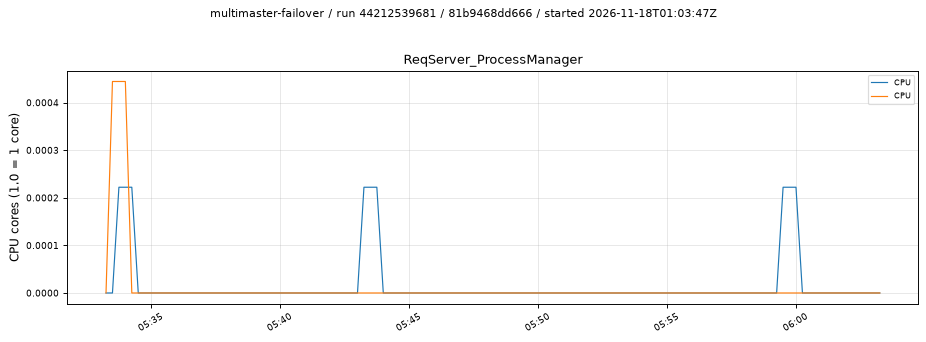 multimaster-failover / run 44212539681 / 81b9468dd666 / started 2026-11-18T01:03:47Z
ReqServer_ProcessManager
CPU cores (1.0 = 1 core)
0.0004
0.0003
0.0002
0.0001
0.0000
CPU
CPU
05:35
05:40
05:45
05:50
05:55
06:00